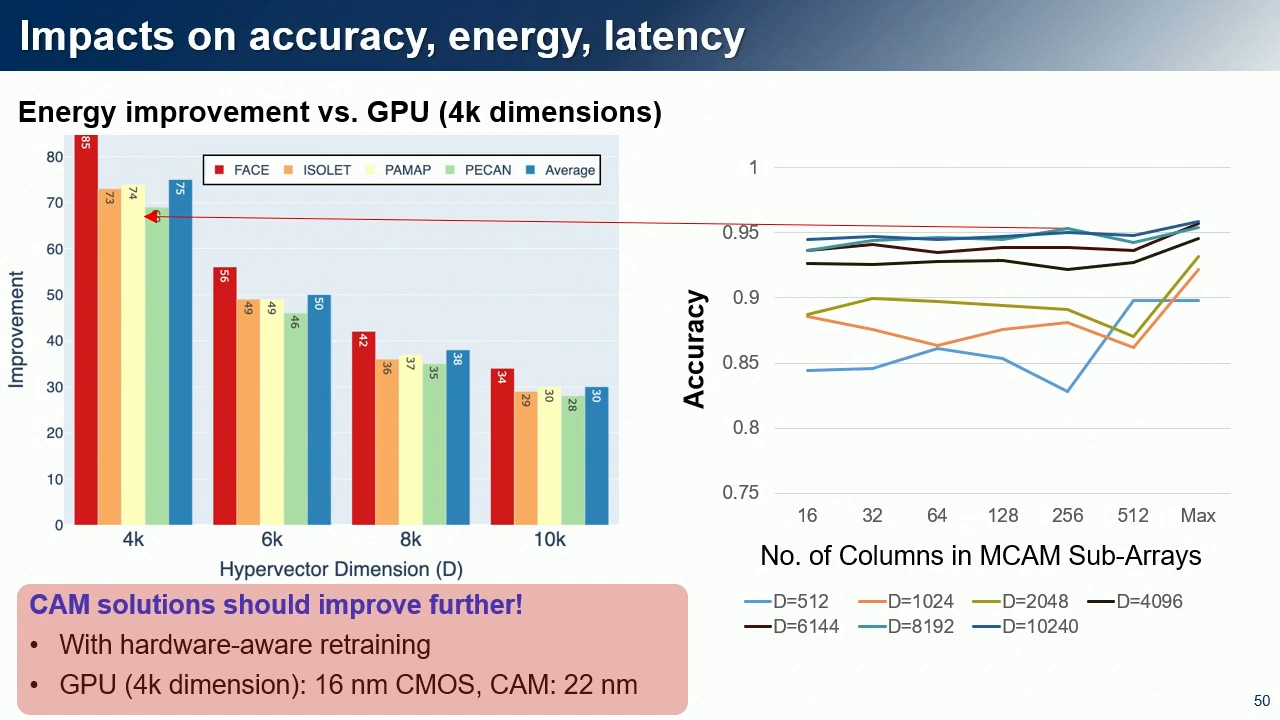 Impacts on accuracy, energy, latency
Energy improvement vs. GPU (4k dimensions)
Improvement
80
70
60
50
40
30
20
10
0
FACE ISOLET PAMAP PECAN Average
85 73 74 75
56 49 49 46 50
42 36 37 35 38
34 29 30 28 30
4k 6k 8k 10k
Hypervector Dimension (D)
CAM solutions should improve further!
• With hardware-aware retraining
• GPU (4k dimension): 16 nm CMOS, CAM: 22 nm
Accuracy
1
0.95
0.9
0.85
0.8
0.75
16 32 64 128 256 512 Max
No. of Columns in MCAM Sub-Arrays
D=512 D=1024 D=2048 D=4096
D=6144 D=8192 D=10240
50